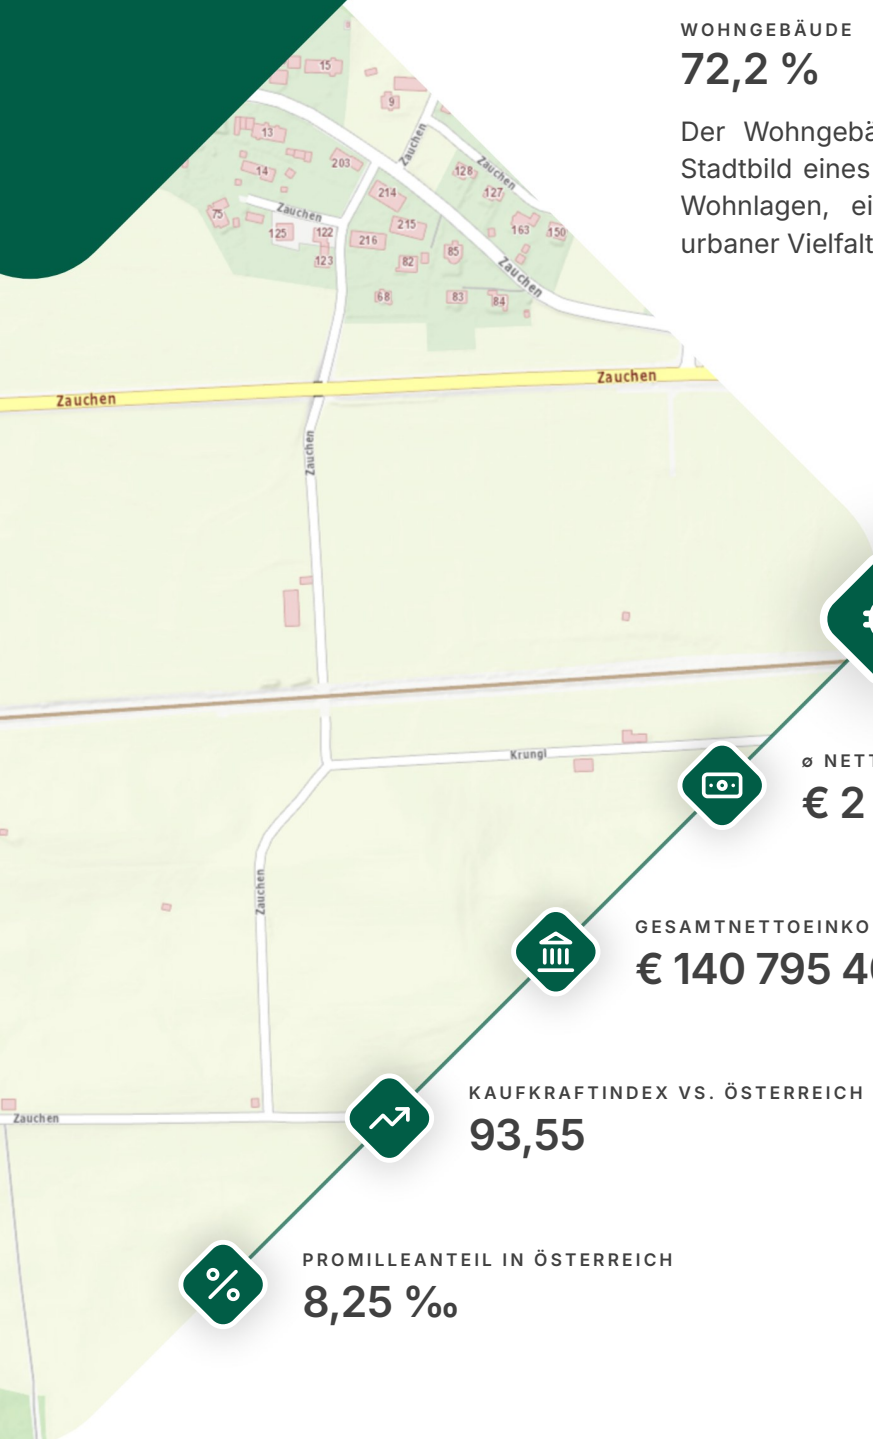 WOHNGEBÄUDE
72,2 %
Der Wohngebä
Stadtbild eines
Wohnlagen, ei
urbaner Vielfalt
15
9
13
203
Zauchen
14
128
Zauchen
127
214
75
Zauchen
215
163
150
125
122
216
85
123
82
Zauchen
68
83
84
Zauchen
Zauchen
Zauchen
Krungl
Ø NETT
€ 2
Zauchen
GESAMTNETTOEINKO
€ 140 795 4
KAUFKRAFTINDEX VS. ÖSTERREICH
93,55
Zauchen
PROMILLEANTEIL IN ÖSTERREICH
8,25 ‰